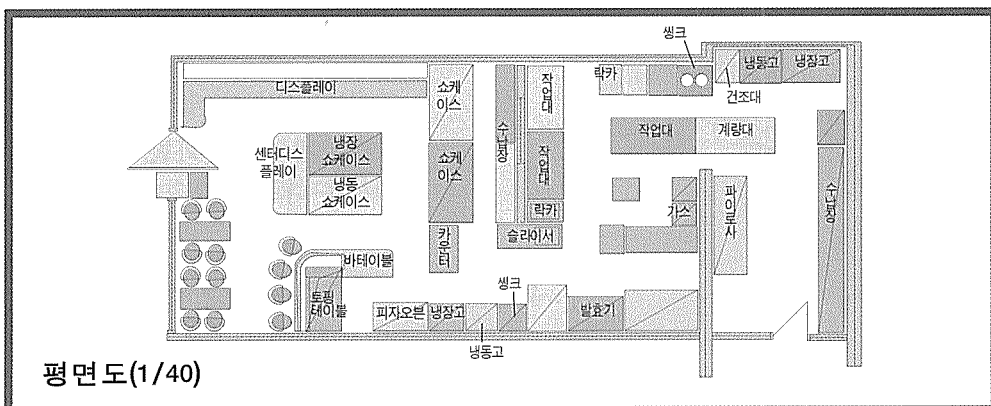 씽크
디스플레이
쇼케
이스
수납장
작업대
락카
건조대
냉동고
냉장고
센터디스
플레이
냉장
쇼케이스
냉동
쇼케이스
쇼케
이스
작업대
락카
작업대
계량대
수납장
카
운
터
슬라이서
가스
파이로사
바테이블
토핑
테이블
피자오븐
냉장고
냉동고
씽크
발효기
평면도(1/40)